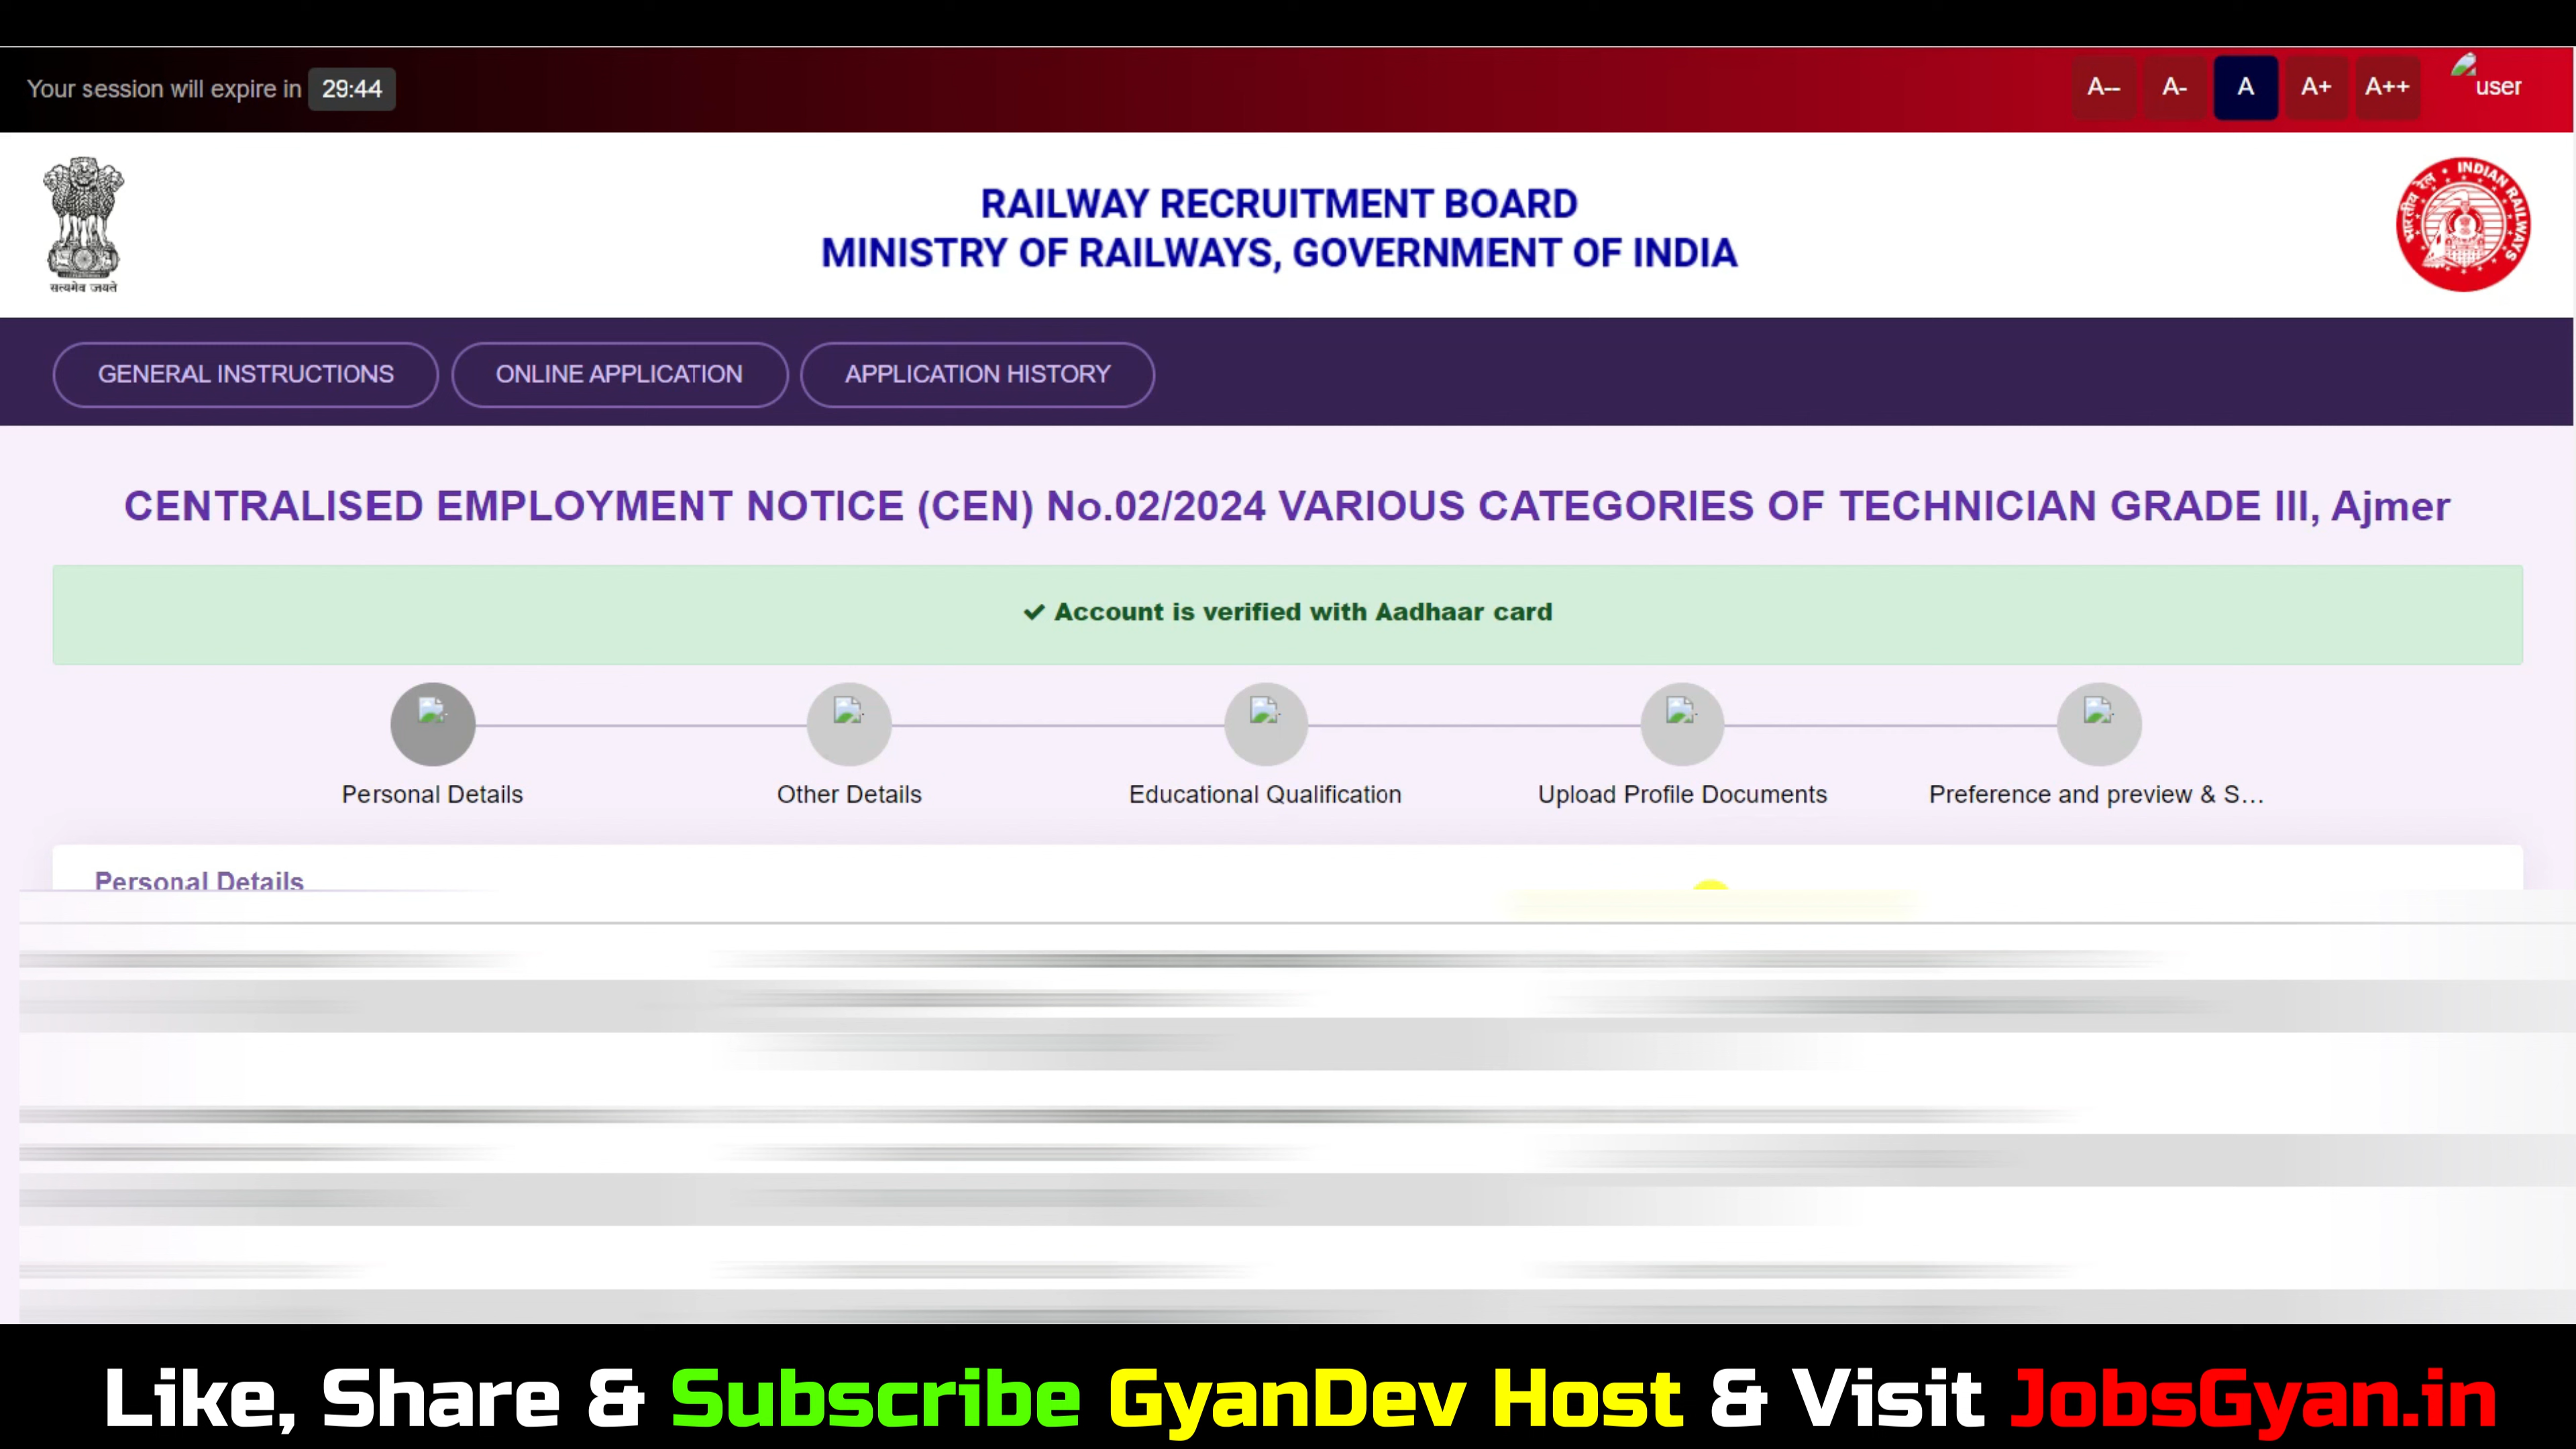 Your session will expire in 29:44
A-- A- A A+ A++ user
सत्यमेव जयते
RAILWAY RECRUITMENT BOARD
MINISTRY OF RAILWAYS, GOVERNMENT OF INDIA
भारतीय रेल • INDIAN RAILWAYS
GENERAL INSTRUCTIONS ONLINE APPLICATION APPLICATION HISTORY
CENTRALISED EMPLOYMENT NOTICE (CEN) No.02/2024 VARIOUS CATEGORIES OF TECHNICIAN GRADE III, Ajmer
✔ Account is verified with Aadhaar card
Personal Details Other Details Educational Qualification Upload Profile Documents Preference and preview & S...
Personal Details
Like, Share & Subscribe GyanDev Host & Visit JobsGyan.in